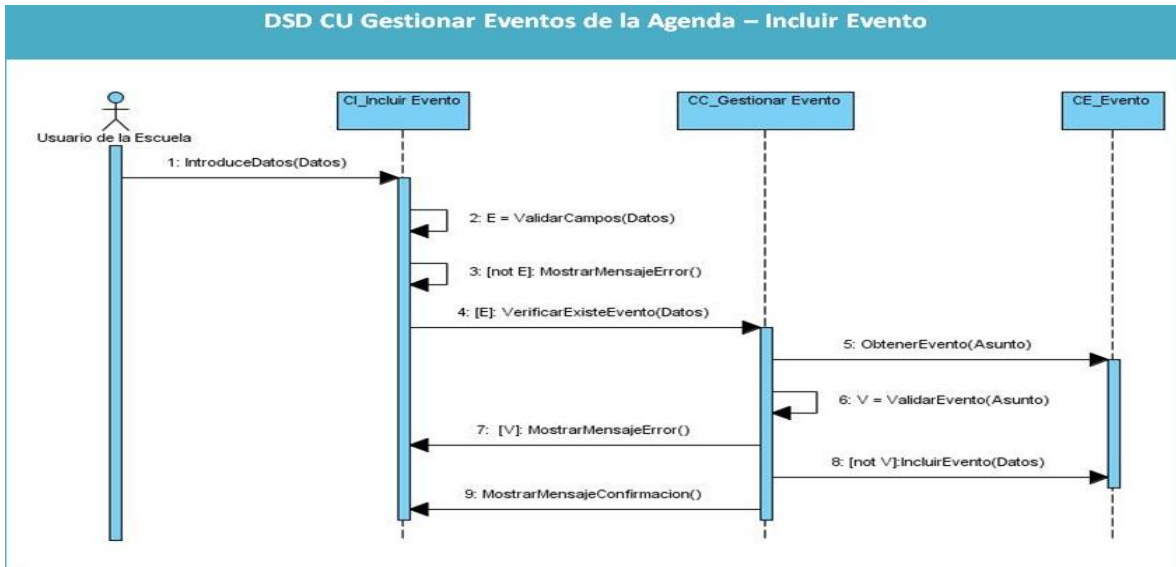 DSD CU Gestionar Eventos de la Agenda – Incluir Evento
CI_Incluir Evento
CC_Gestionar Evento
CE_Evento
Usuario de la Escuela
1: IntroduceDatos(Datos)
2: E = ValidarCampos(Datos)
3: [not E]: MostrarMensajeError()
4: [E]: VerificarExisteEvento(Datos)
5: ObtenerEvento(Asunto)
6: V = ValidarEvento(Asunto)
7: [V]: MostrarMensajeError()
8: [not V]:IncluirEvento(Datos)
9: MostrarMensajeConfirmacion()